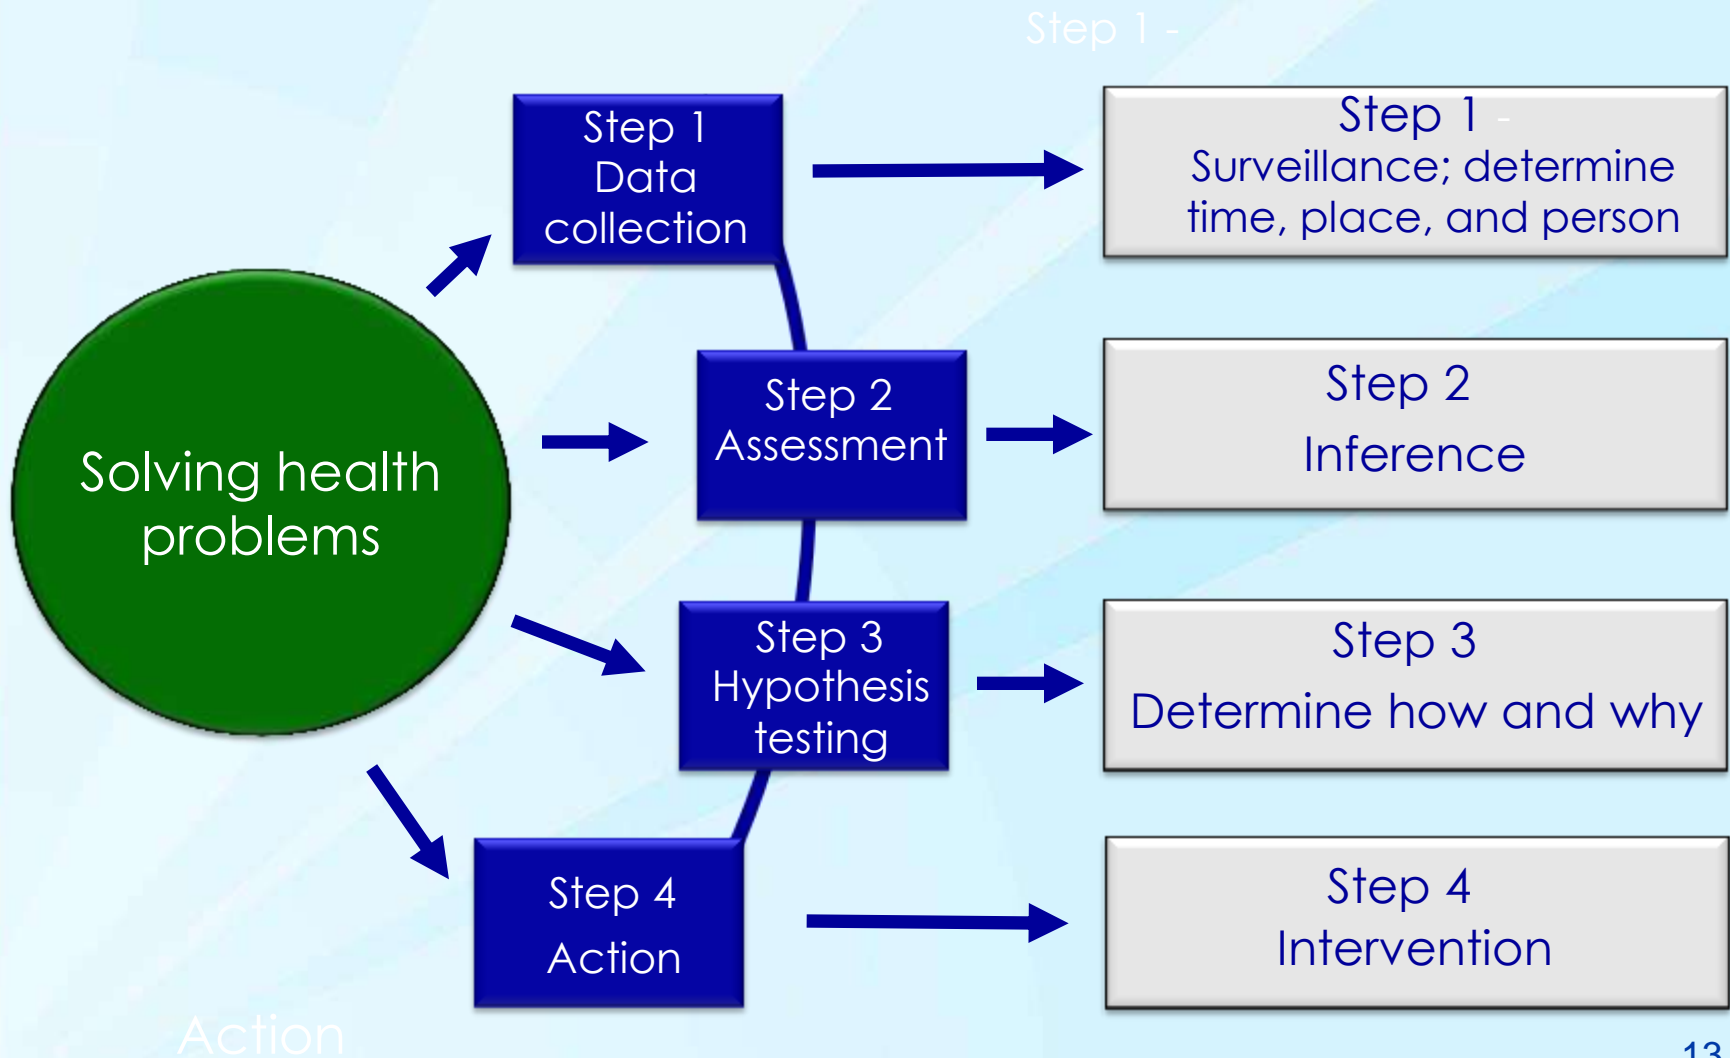 Step 1 -
Step 1
Data
collection
Step 1 -
Surveillance; determine
time, place, and person
Solving health
problems
Step 2
Assessment
Step 2
Inference
Step 3
Hypothesis
testing
Step 3
Determine how and why
Step 4
Action
Step 4
Intervention
Action
13